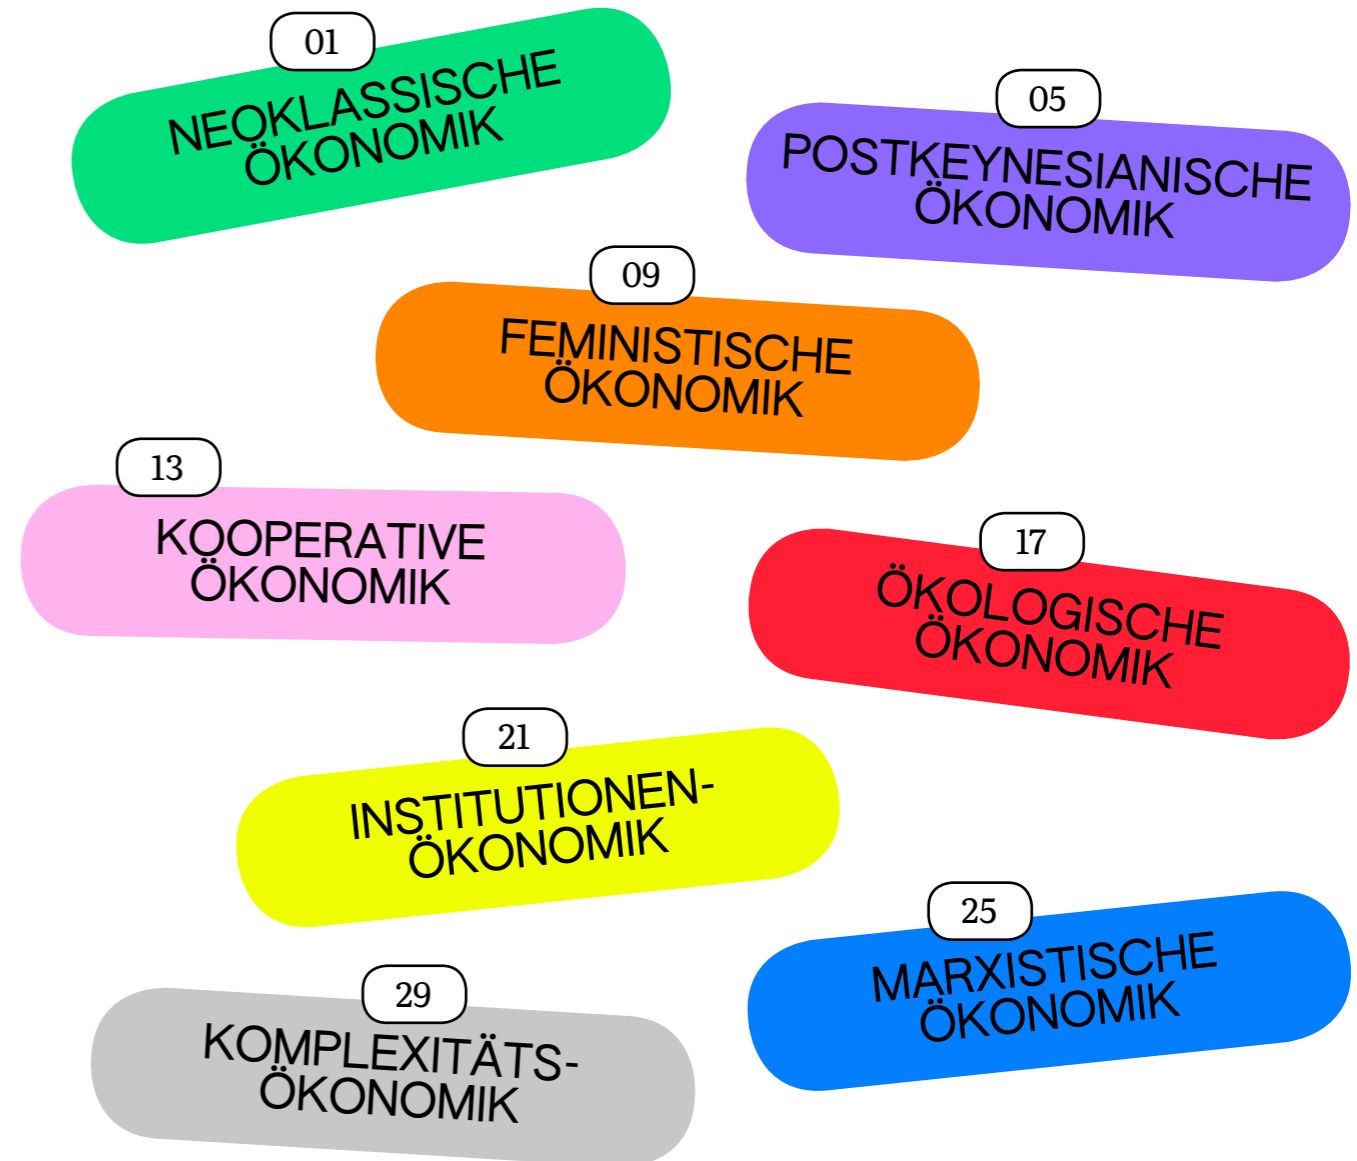 01
NEOKLASSISCHE
ÖKONOMIK
05
POSTKEYNESIANISCHE
ÖKONOMIK
09
FEMINISTISCHE
ÖKONOMIK
13
KOOPERATIVE
ÖKONOMIK
17
ÖKOLOGISCHE
ÖKONOMIK
21
INSTITUTIONEN-
ÖKONOMIK
25
MARXISTISCHE
ÖKONOMIK
29
KOMPLEXITÄTS-
ÖKONOMIK